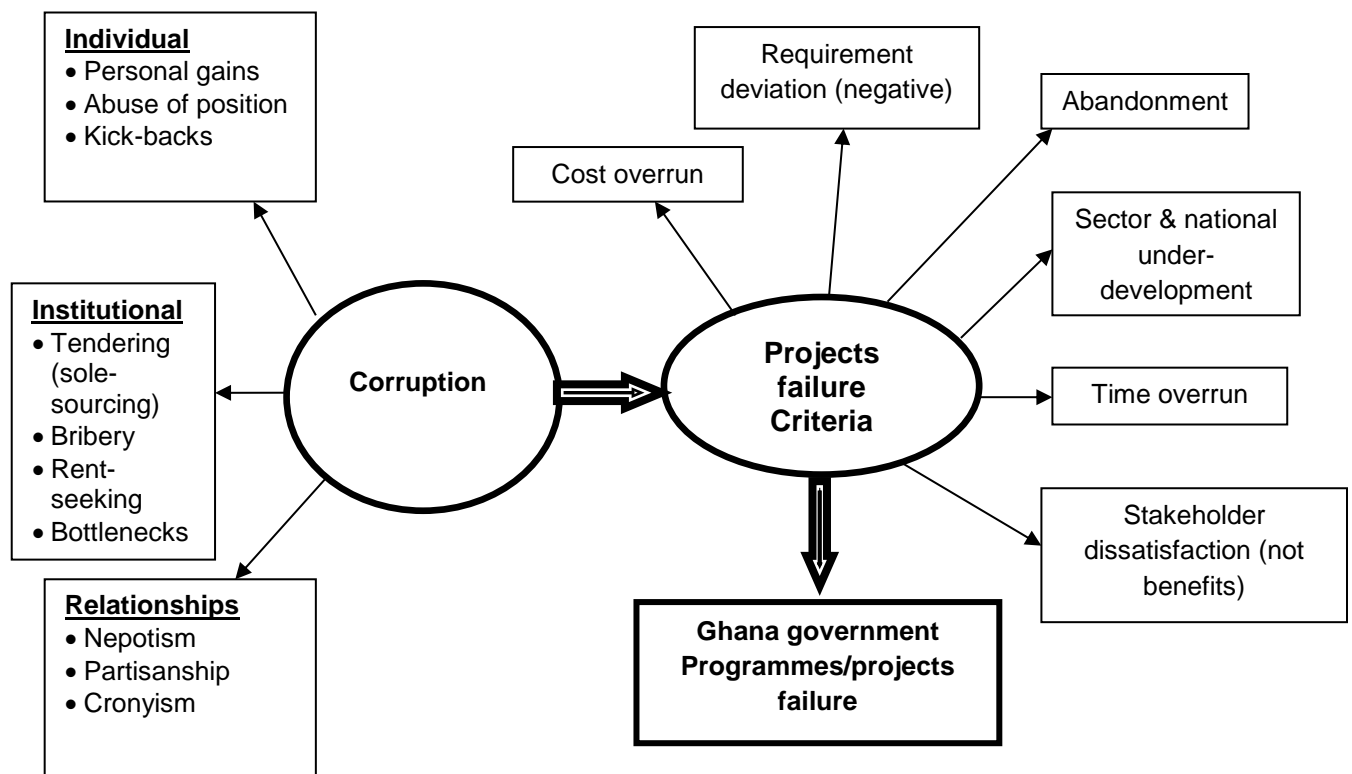 Individual
• Personal gains
• Abuse of position
• Kick-backs
Institutional
• Tendering
(sole-
sourcing)
• Bribery
• Rent-
seeking
• Bottlenecks
Relationships
• Nepotism
• Partisanship
• Cronyism
Corruption
Projects
failure
Criteria
Cost overrun
Requirement
deviation (negative)
Abandonment
Sector & national
under-
development
Time overrun
Stakeholder
dissatisfaction (not
benefits)
Ghana government
Programmes/projects
failure